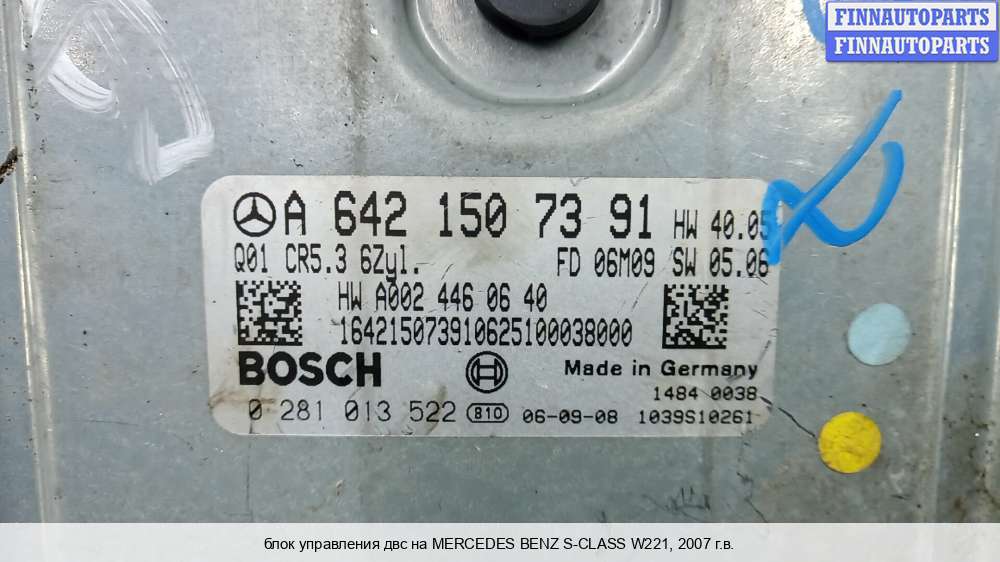 FINNAUTOPARTS
FINNAUTOPARTS
A 642 150 73 91 HW 40.05
Q01 CR5.3 6Zyl. FD 06M09 SW 05.06
HW A002 446 06 40
164215073910625100038000
BOSCH Made in Germany
1484 0038
0 281 013 522 810 06-09-08 1039S10261
блок управления двс на MERCEDES BENZ S-CLASS W221, 2007 г.в.